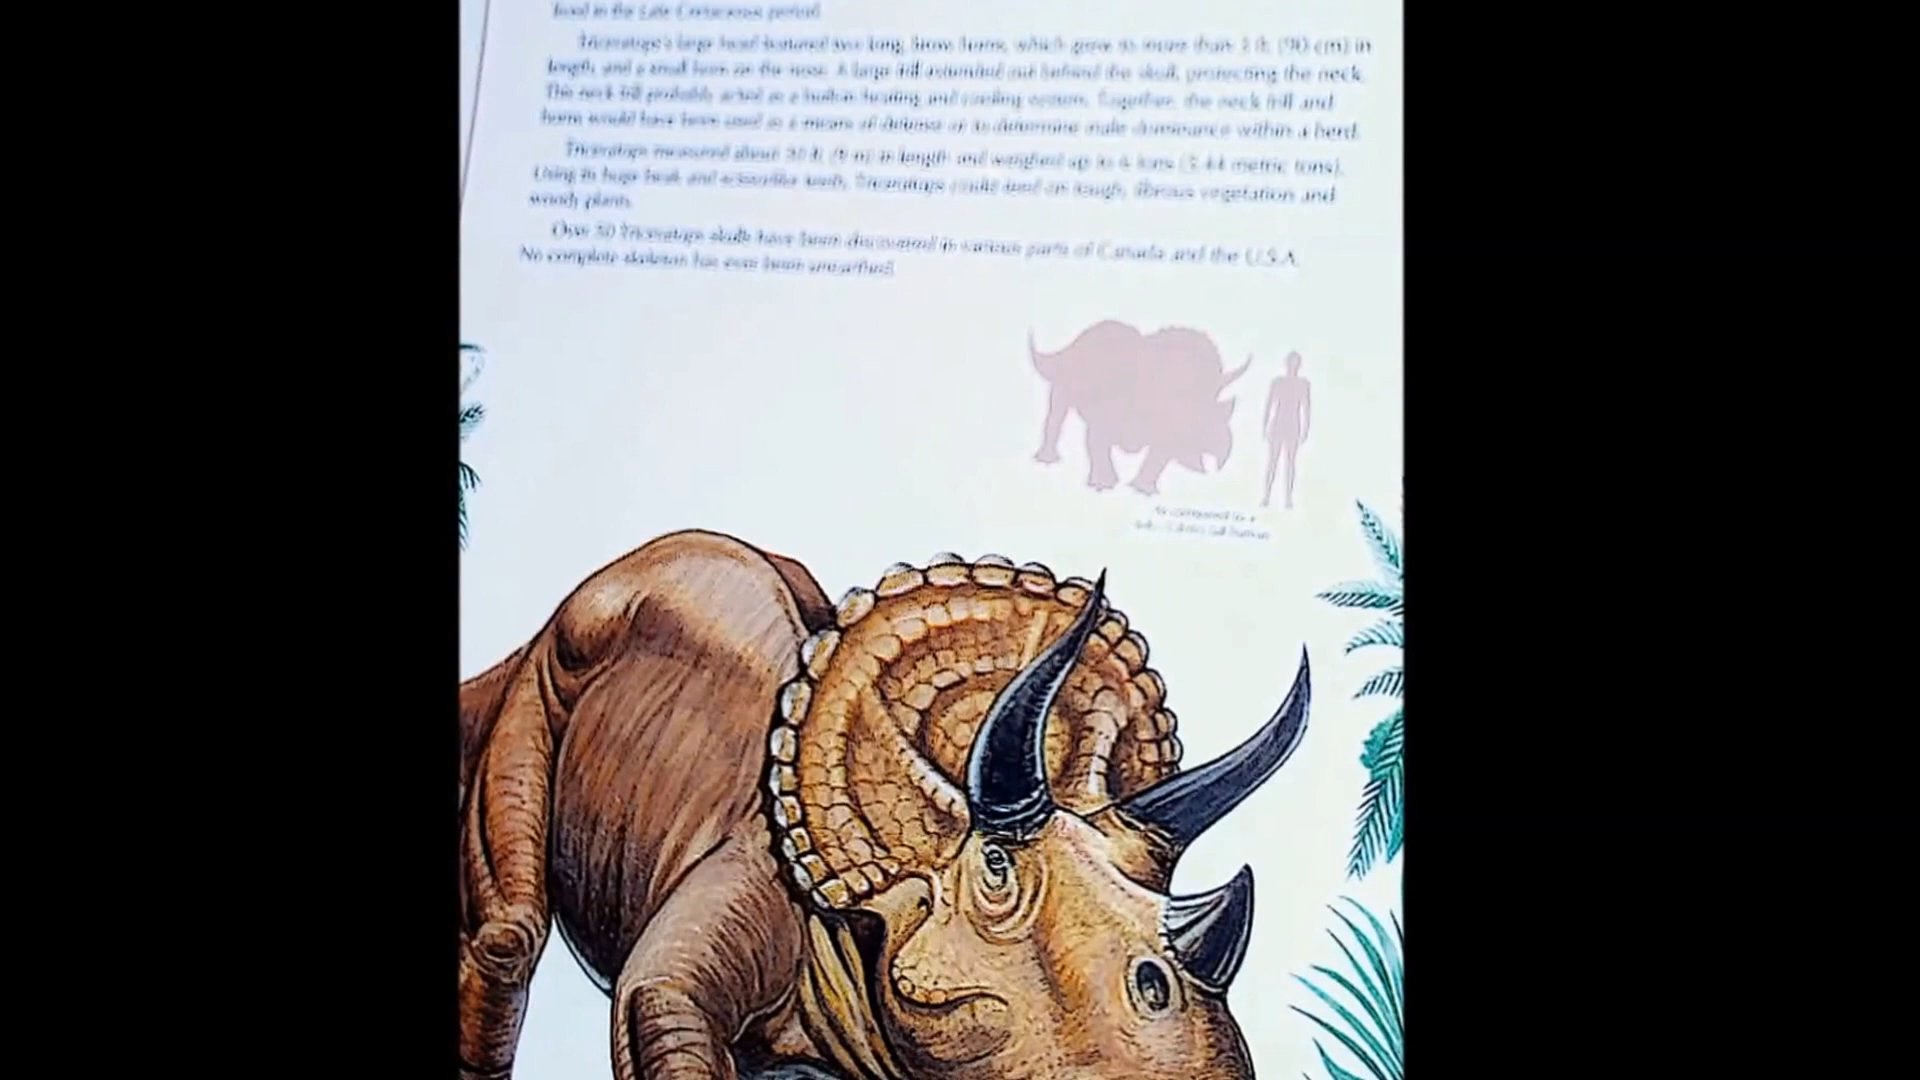 lived in the Late Cretaceous period.
Triceratops's large head featured two long, brow horns, which grew to more than 3 ft. (90 cm) in
length, and a small horn on the nose. A large frill extended out behind the skull, protecting the neck.
This neck frill probably acted as a built-in heating and cooling system. Together, the neck frill and
horns would have been used as a means of defense or to determine male dominance within a herd.
Triceratops measured about 30 ft. (9 m) in length and weighed up to 6 tons (5.44 metric tons).
Using its huge beak and scissorlike teeth, Triceratops could feed on tough, fibrous vegetation and
woody plants.
Over 50 Triceratops skulls have been discovered in various parts of Canada and the U.S.A.
No complete skeleton has ever been unearthed.
As compared to a
tall human